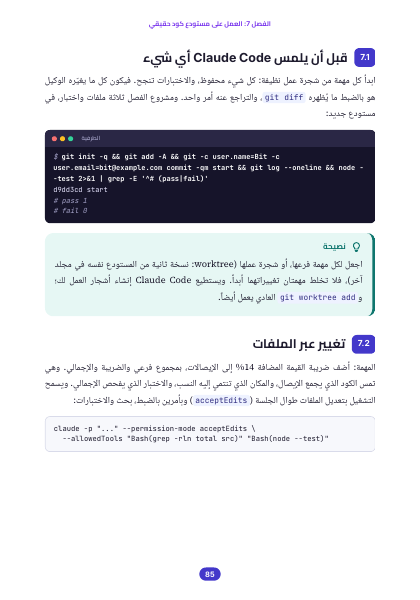 الفصل 7: العمل على مستودع كود حقيقي
7.1 قبل أن يلمس Claude Code أي شيء
ابدأ كل مهمة من شجرة عمل نظيفة: كل شيء محفوظ، والاختبارات تنجح. فيكون كل ما يغيّره الوكيل
هو بالضبط ما يُظهره git diff، والتراجع عنه أمر واحد. ومشروع الفصل ثلاثة ملفات واختبار، في
مستودع جديد:
الطرفية
$ git init -q && git add -A && git -c user.name=Bit -c
user.email=bit@example.com commit -qm start && git log --oneline && node -
-test 2>&1 | grep -E '^# (pass|fail)'
d9dd3cd start
# pass 1
# fail 0
نصيحة
اجعل لكل مهمة فرعها، أو شجرة عملها (worktree: نسخة ثانية من المستودع نفسه في مجلد
آخر)، فلا تخلط مهمتان تغييراتهما أبداً. ويستطيع Claude Code إنشاء أشجار العمل لك؛
و git worktree add العادي يعمل أيضاً.
7.2 تغيير عبر الملفات
المهمة: أضف ضريبة القيمة المضافة 14% إلى الإيصالات، بمجموع فرعي والضريبة والإجمالي. وهي
تمس الكود الذي يجمع الإيصال، والمكان الذي تنتمي إليه النسب، والاختبار الذي يفحص الإجمالي. ويسمح
التشغيل بتعديل الملفات طوال الجلسة (acceptEdits) وبأمرين بالضبط، بحث والاختبارات:
claude -p "..." --permission-mode acceptEdits \
--allowedTools "Bash(grep -rln total src)" "Bash(node --test)"
85